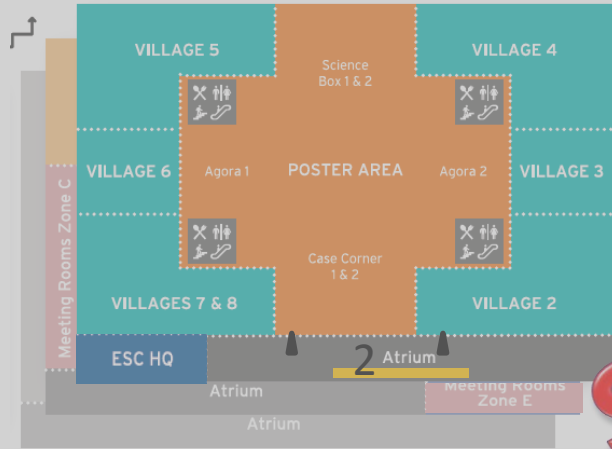 VILLAGE 5
VILLAGE 4
Science
Box 1 & 2
VILLAGE 6
Agora 1
POSTER AREA
Agora 2
VILLAGE 3
Meeting Rooms Zone C
Case Corner
1 & 2
VILLAGES 7 & 8
VILLAGE 2
ESC HQ
2
Atrium
Atrium
Meeting Rooms
Zone E
Atrium